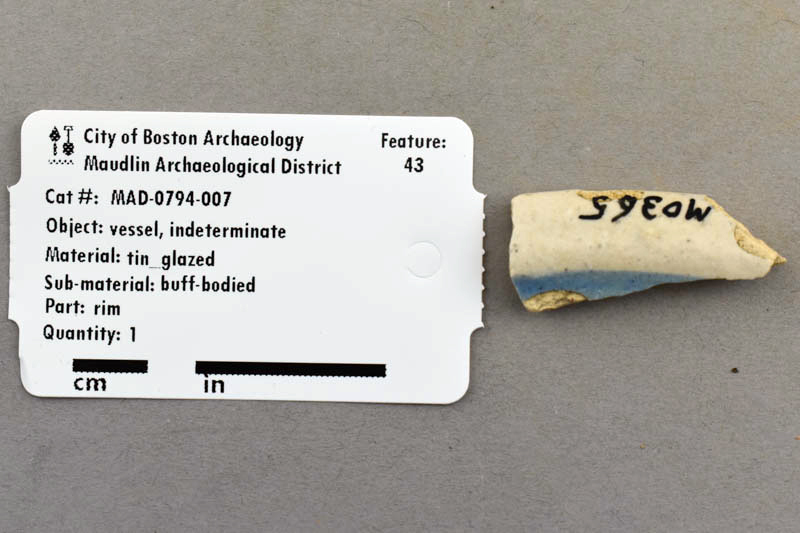 City of Boston Archaeology
Maudlin Archaeological District
Feature:
43
Cat #: MAD-0794-007
Object: vessel, indeterminate
Material: tin_glazed
Sub-material: buff-bodied
Part: rim
Quantity: 1
cm
in
M0365